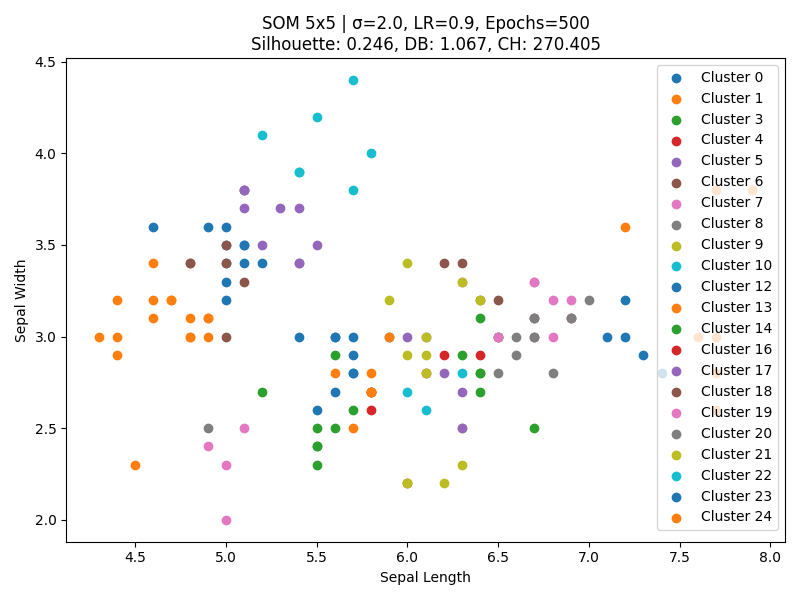 SOM 5x5 | σ=2.0, LR=0.9, Epochs=500
Silhouette: 0.246, DB: 1.067, CH: 270.405
4.5
4.0
3.5
3.0
2.5
2.0
Sepal Width
Cluster 0
Cluster 1
Cluster 3
Cluster 4
Cluster 5
Cluster 6
Cluster 7
Cluster 8
Cluster 9
Cluster 10
Cluster 12
Cluster 13
Cluster 14
Cluster 16
Cluster 17
Cluster 18
Cluster 19
Cluster 20
Cluster 21
Cluster 22
Cluster 23
Cluster 24
4.5 5.0 5.5 6.0 6.5 7.0 7.5 8.0
Sepal Length